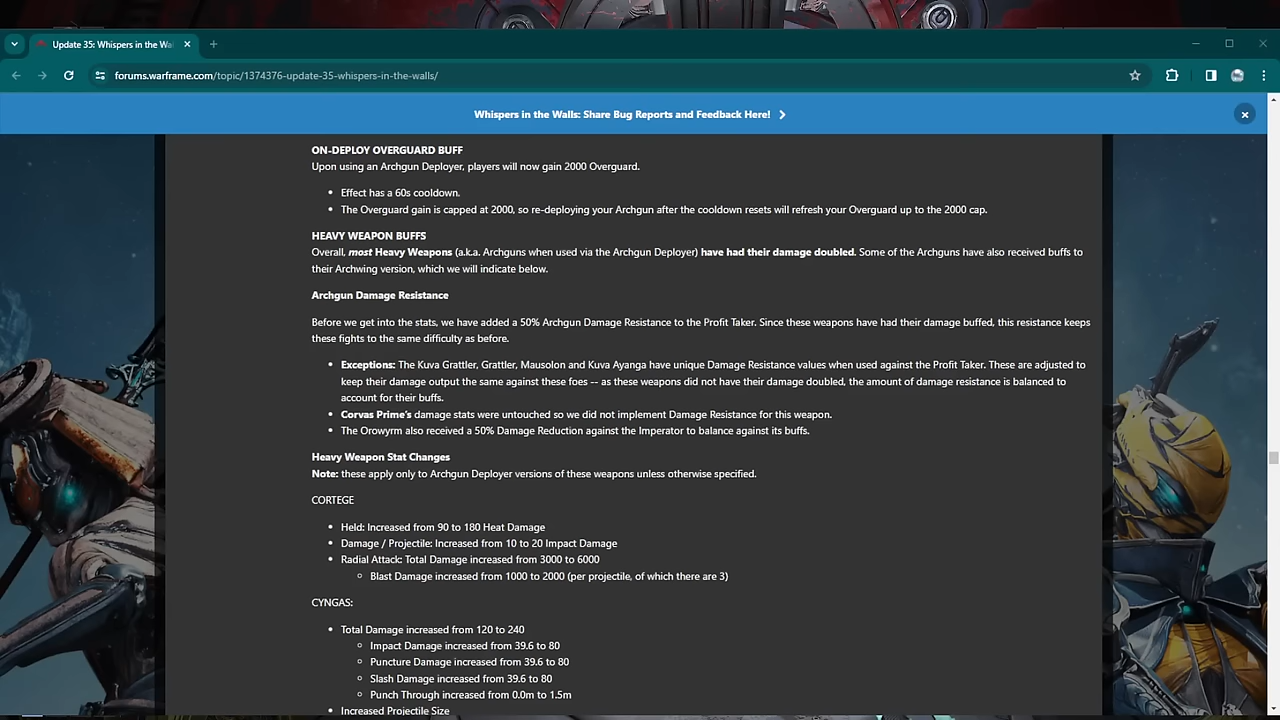 Update 35: Whispers in the Wa
forums.warframe.com/topic/1374376-update-35-whispers-in-the-walls/
Whispers in the Walls: Share Bug Reports and Feedback Here!
ON-DEPLOY OVERGUARD BUFF
Upon using an Archgun Deployer, players will now gain 2000 Overguard.
Effect has a 60s cooldown.
The Overguard gain is capped at 2000, so re-deploying your Archgun after the cooldown resets will refresh your Overguard up to the 2000 cap.
HEAVY WEAPON BUFFS
Overall, most Heavy Weapons (a.k.a. Archguns when used via the Archgun Deployer) have had their damage doubled. Some of the Archguns have also received buffs to
their Archwing version, which we will indicate below.
Archgun Damage Resistance
Before we get into the stats, we have added a 50% Archgun Damage Resistance to the Profit Taker. Since these weapons have had their damage buffed, this resistance keeps
these fights to the same difficulty as before.
Exceptions: The Kuva Grattler, Grattler, Mausolon and Kuva Ayanga have unique Damage Resistance values when used against the Profit Taker. These are adjusted to
keep their damage output the same against these foes -- as these weapons did not have their damage doubled, the amount of damage resistance is balanced to
account for their buffs.
Corvas Prime's damage stats were untouched so we did not implement Damage Resistance for this weapon.
The Orowyrm also received a 50% Damage Reduction against the Imperator to balance against its buffs.
Heavy Weapon Stat Changes
Note: these apply only to Archgun Deployer versions of these weapons unless otherwise specified.
CORTEGE
Held: Increased from 90 to 180 Heat Damage
Damage / Projectile: Increased from 10 to 20 Impact Damage
Radial Attack: Total Damage increased from 3000 to 6000
Blast Damage increased from 1000 to 2000 (per projectile, of which there are 3)
CYNGAS:
Total Damage increased from 120 to 240
Impact Damage increased from 39.6 to 80
Puncture Damage increased from 39.6 to 80
Slash Damage increased from 39.6 to 80
Punch Through increased from 0.0m to 1.5m
Increased Projectile Size